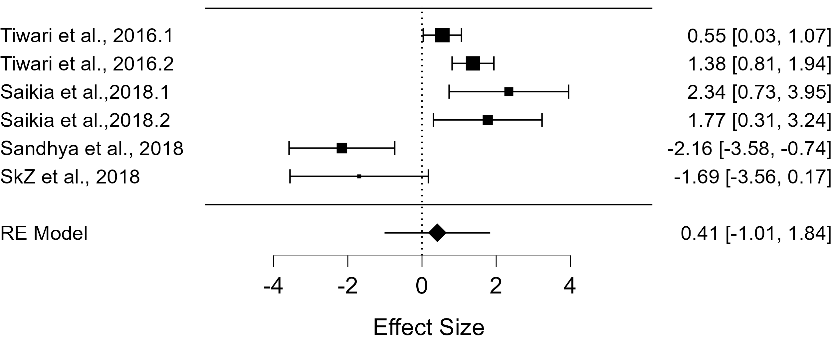 Tiwari et al., 2016.1 0.55 [0.03, 1.07]
Tiwari et al., 2016.2 1.38 [0.81, 1.94]
Saikia et al.,2018.1 2.34 [0.73, 3.95]
Saikia et al.,2018.2 1.77 [0.31, 3.24]
Sandhya et al., 2018 -2.16 [-3.58, -0.74]
SkZ et al., 2018 -1.69 [-3.56, 0.17]
RE Model 0.41 [-1.01, 1.84]
-4 -2 0 2 4
Effect Size